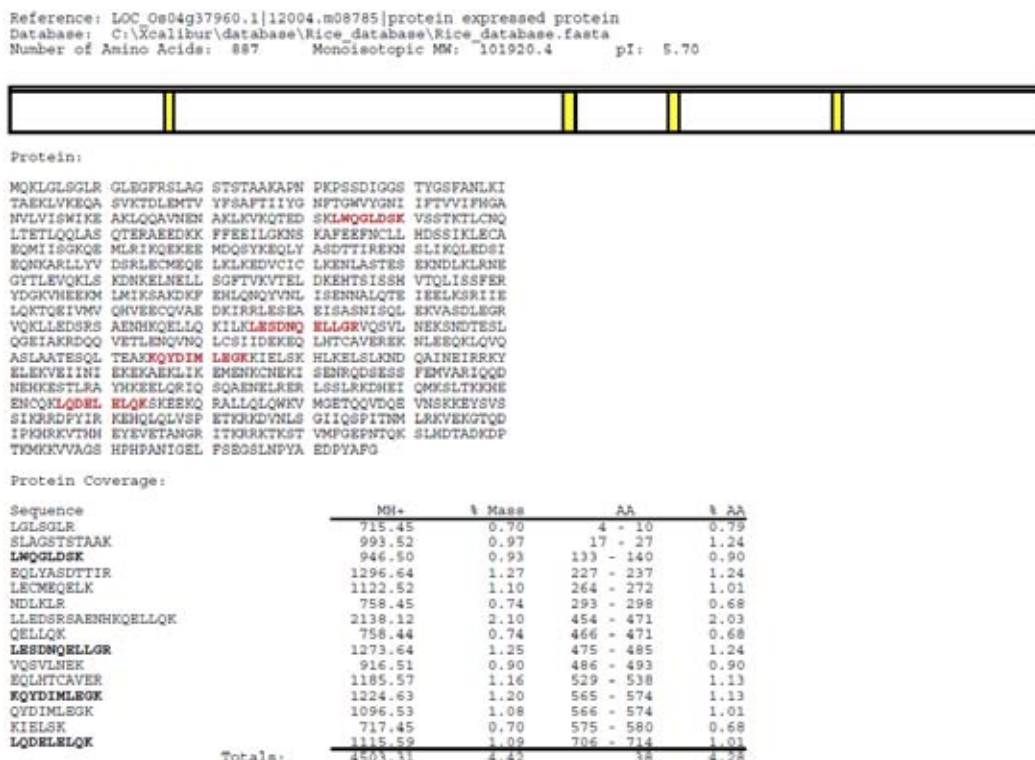 Reference: LOC_Os04g37960.1|12004.m08785|protein expressed protein
Database: C:\Xcalibur\database\Rice_database\Rice_database.fasta
Number of Amino Acids: 887 Monoisotopic MW: 101920.4 pI: 5.70
Protein:
MQKLGLSGLR GLEGFRSLAG STSTAAKAPN PKPSSDIGGS TYGSFANLKI
TAEKLVKEQA SVKTDLEMTV YFSAFTIIYG NFTGWVYGNI IFTVVIFHGA
NVLVISWIKE AKLQQAVNEN AKLKVKQTED SKLWQGLDSK VSSTKTLCNQ
LTETLQQLAS QTERAEEDKK FFEEILGKNS KAFEEFNCLL HDSSIKLECA
EQMIISGKQE MLRIKQEKEE MDQSYKEQLY ASDTTIREKN SLIKQLEDSI
EQNKARLLYV DSRLECMEQE LKLKEDVCIC LKENLASTES EKNDLKLRNE
GYTLEVQKLS KDNKELNELL SGFTVKVTEL DKEHTSISSH VTQLISSFER
YDGKVHEEKM LMIKSAKDKF EHLQNQYVNL ISENNALQTE IEELKSRIIE
LQKTQEIVMV QHVEECQVAE DKIRRLESEA EISASNISQL EKVASDLEGR
VQKLLEDSRS AENHKQELLQ KILKLESDNQ ELLGRVQSVL NEKSNDTESL
QGEIAKRDQQ VETLENQVNQ LCSIIDEKEQ LHTCAVEREK NLEEQKLQVQ
ASLAATESQL TEAKKQYDIM LEGKKIELSK HLKELSLKND QAINEIRRKY
ELEKVEIINI EKEKAEKLIK EMENKCNEKI SENRQDSESS FEMVARIQQD
NEHKESTLRA YHKEELQRIQ SQAENELRER LSSLRKDHEI QMKSLTKKHE
ENCQKLQDEL ELQKSKEEKQ RALLQLQWKV MGETQQVDQE VNSKKEYSVS
SIKRRDPYIR KEHQLQLVSP ETKRKDVNLS GIIQSPITNM LRKVEKGTQD
IPKHRKVTHH EYEVETANGR ITKRRKTKST VMFGEPNTQK SLHDTADKDP
TKMKKVVAGS HPHPANIGEL FSEGSLNPYA EDPYAFG
Protein Coverage:
Sequence MH+ % Mass AA % AA
LGLSGLR 715.45 0.70 4 - 10 0.79
SLAGSTSTAAK 993.52 0.97 17 - 27 1.24
LWQGLDSK 946.50 0.93 133 - 140 0.90
EQLYASDTTIR 1296.64 1.27 227 - 237 1.24
LECMEQELK 1122.52 1.10 264 - 272 1.01
NDLKLR 758.45 0.74 293 - 298 0.68
LLEDSRSAENHKQELLQK 2138.12 2.10 454 - 471 2.03
QELLQK 758.44 0.74 466 - 471 0.68
LESDNQELLGR 1273.64 1.25 475 - 485 1.24
VQSVLNEK 916.51 0.90 486 - 493 0.90
EQLHTCAVER 1185.57 1.16 529 - 538 1.13
KQYDIMLEGK 1224.63 1.20 565 - 574 1.13
QYDIMLEGK 1096.53 1.08 566 - 574 1.01
KIELSK 717.45 0.70 575 - 580 0.68
LQDELELQK 1115.59 1.09 706 - 714 1.01
Totals: 4503.31 4.42 38 4.28